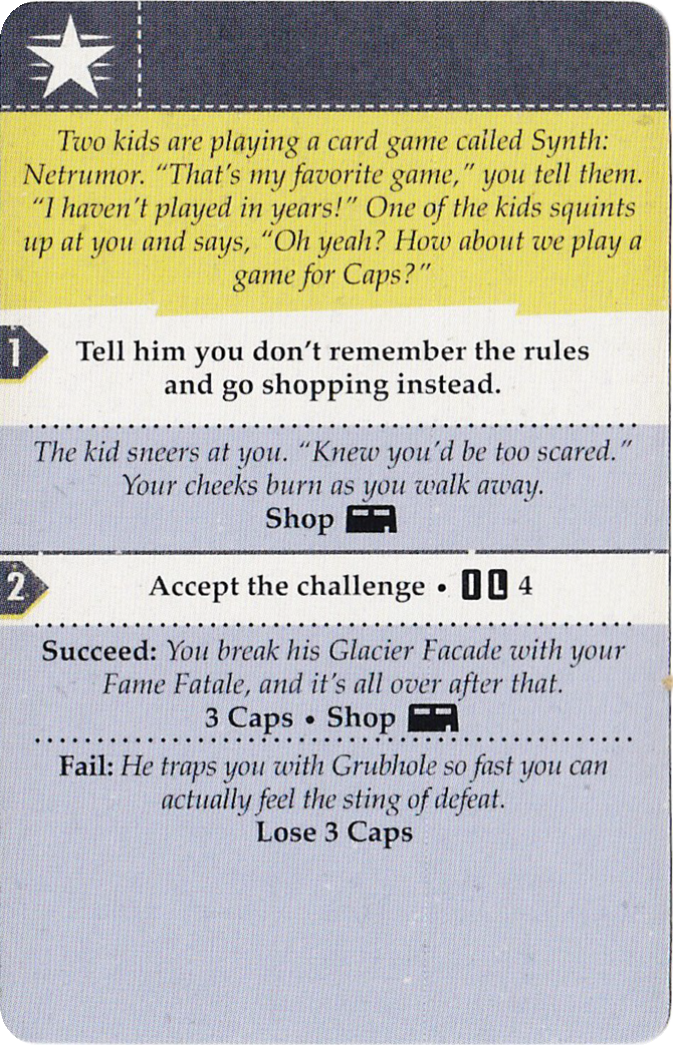 Two kids are playing a card game called Synth:
Netrumor. “That’s my favorite game,” you tell them.
“I haven’t played in years!” One of the kids squints
up at you and says, “Oh yeah? How about we play a
game for Caps?”
1
Tell him you don’t remember the rules
and go shopping instead.
The kid sneers at you. “Knew you’d be too scared.”
Your cheeks burn as you walk away.
Shop
2
Accept the challenge • I L 4
Succeed: You break his Glacier Facade with your
Fame Fatale, and it’s all over after that.
3 Caps • Shop
Fail: He traps you with Grubhole so fast you can
actually feel the sting of defeat.
Lose 3 Caps